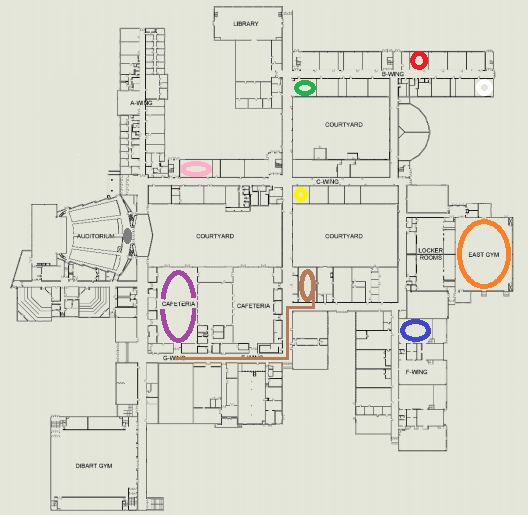 LIBRARY
B-WING
A-WING
COURTYARD
C-WING
AUDITORIUM
COURTYARD
COURTYARD
LOCKER
ROOMS
EAST GYM
CAFETERIA
CAFETERIA
G-WING
F-WING
DIBART GYM